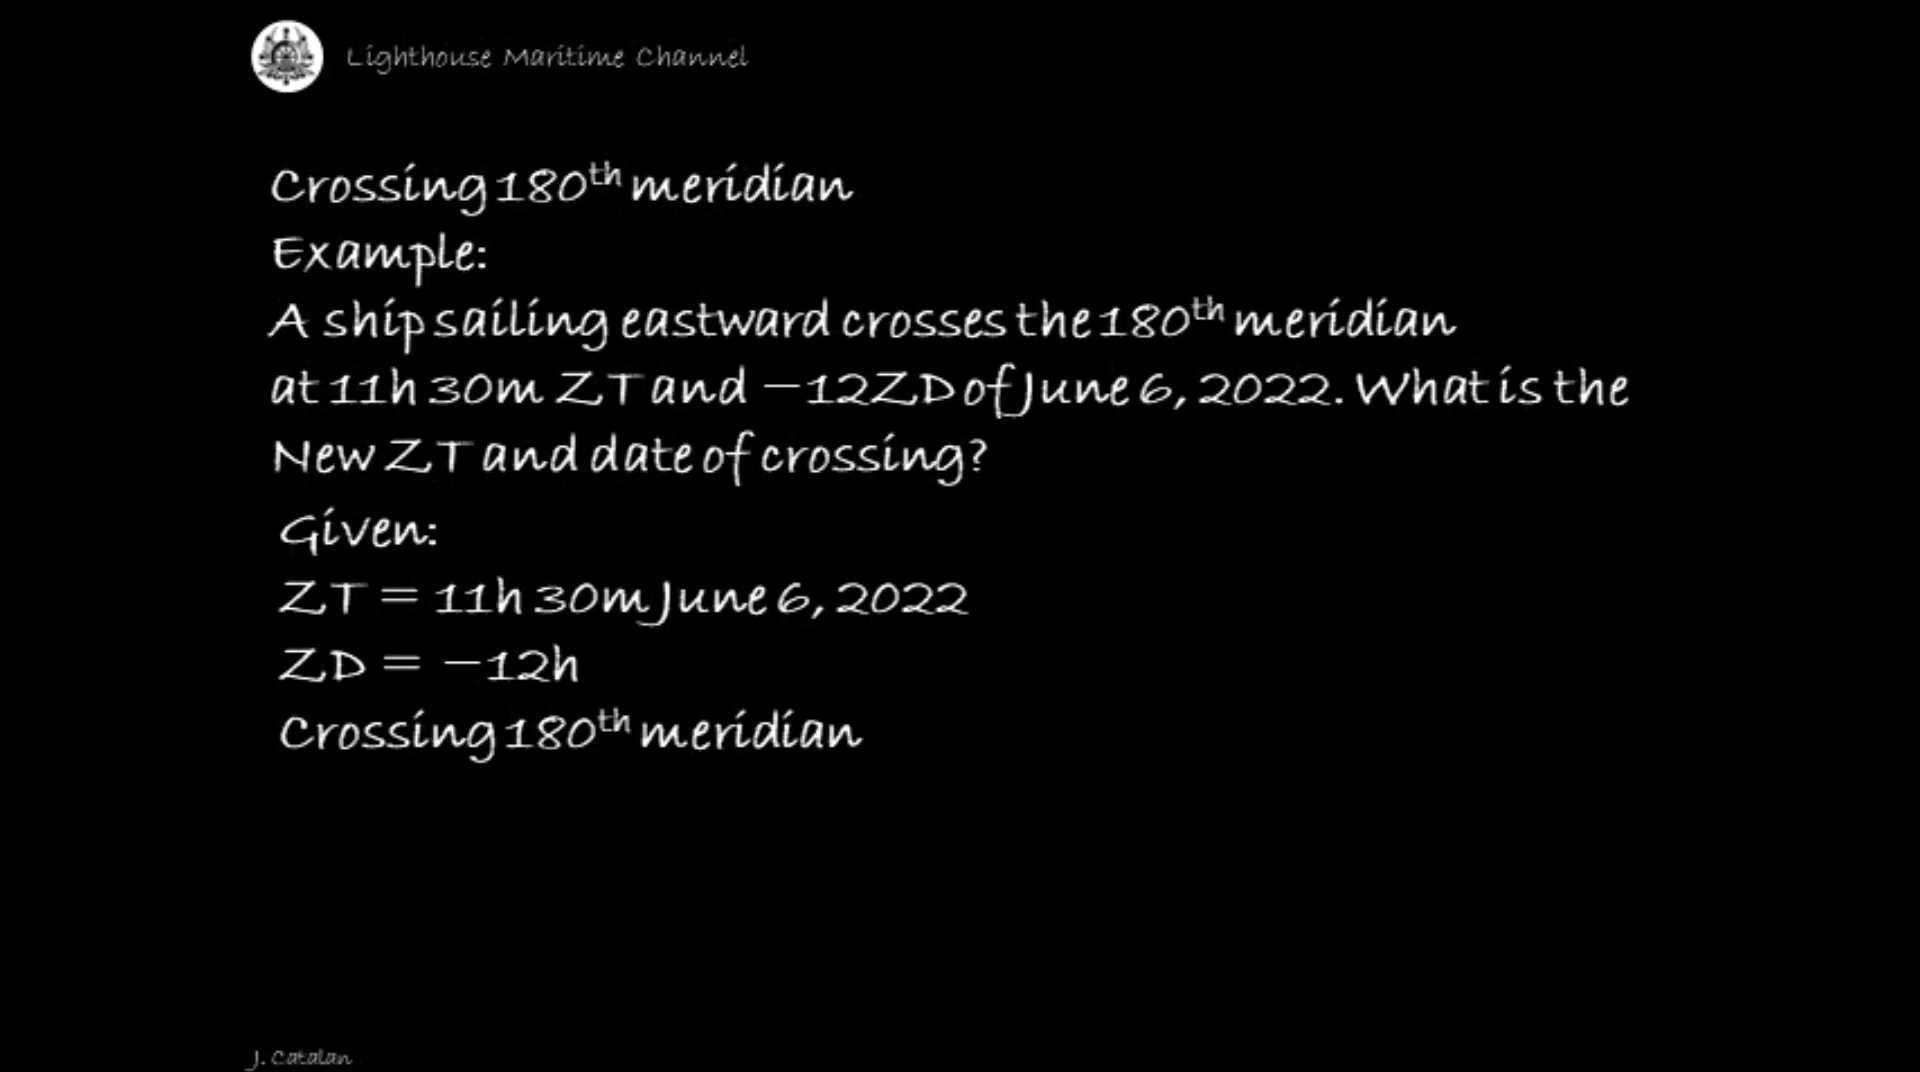 Lighthouse Maritime Channel
Crossing 180th meridian
Example:
A ship sailing eastward crosses the 180th meridian
at 11h 30m ZT and −12ZD of June 6, 2022. What is the
New ZT and date of crossing?
Given:
ZT = 11h 30m June 6, 2022
ZD = −12h
Crossing 180th meridian
J. Catalan